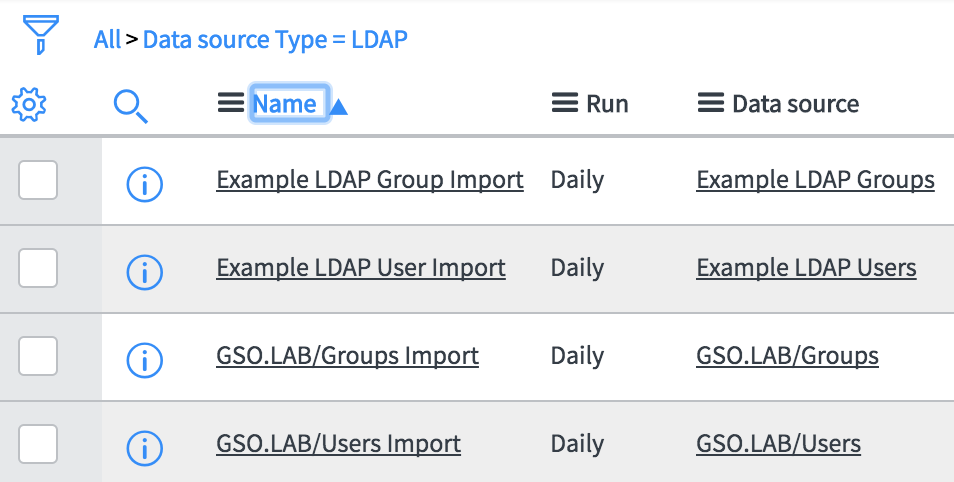 All > Data source Type = LDAP
Name Run Data source
Example LDAP Group Import Daily Example LDAP Groups
Example LDAP User Import Daily Example LDAP Users
GSO.LAB/Groups Import Daily GSO.LAB/Groups
GSO.LAB/Users Import Daily GSO.LAB/Users